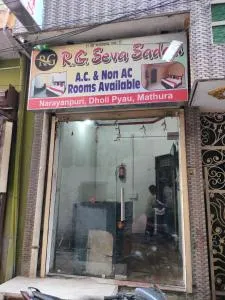 RG R.G. Seva Sadan
A.C. & Non AC
Rooms Available
Narayanpuri, Dholi Pyau, Mathura